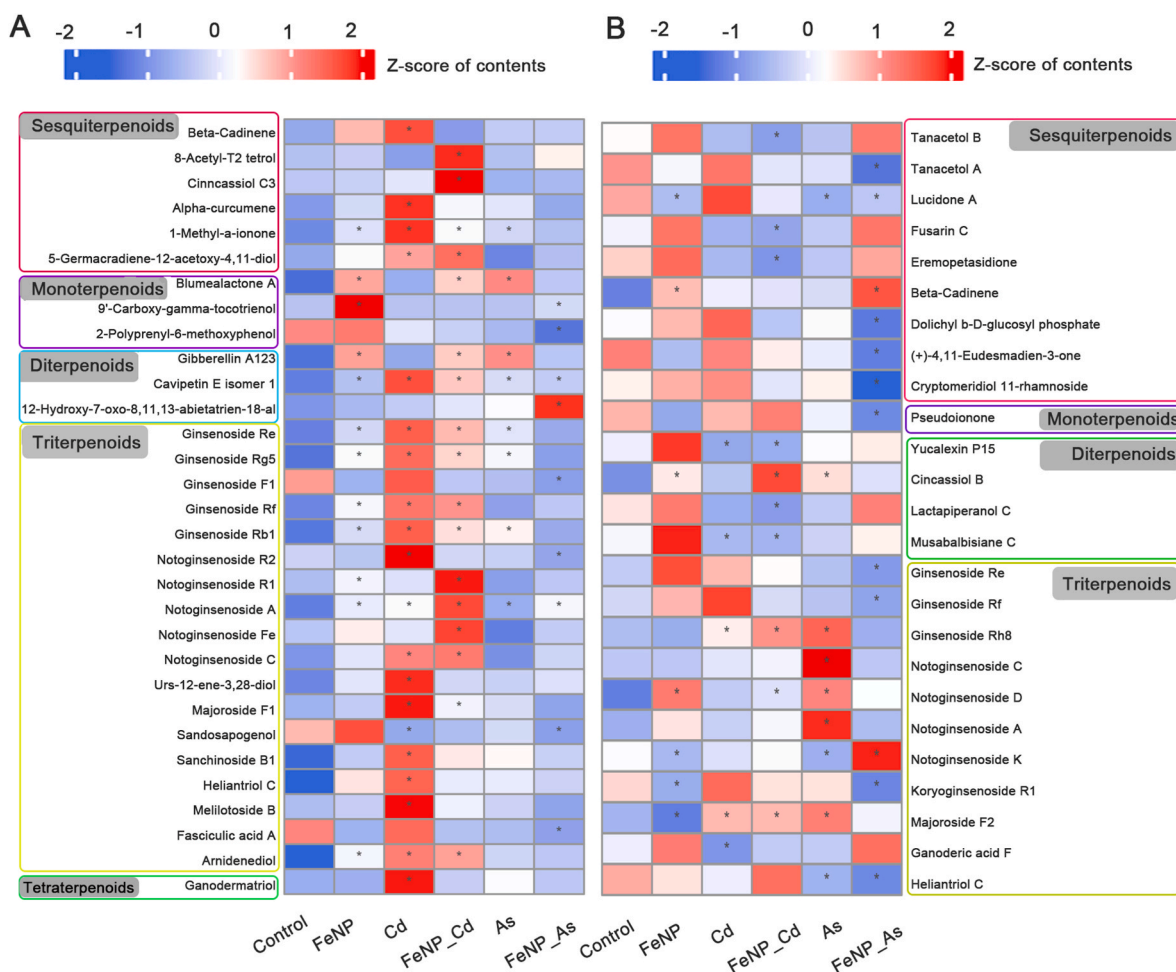 A
-2 -1 0 1 2
Z-score of contents
Sesquiterpenoids
Beta-Cadinene
8-Acetyl-T2 tetrol
Cinncassiol C3
Alpha-curcumene
1-Methyl-a-ionone
5-Germacradiene-12-acetoxy-4,11-diol
Monoterpenoids
Blumealactone A
9'-Carboxy-gamma-tocotrienol
2-Polyprenyl-6-methoxyphenol
Diterpenoids
Gibberellin A123
Cavipetin E isomer 1
12-Hydroxy-7-oxo-8,11,13-abietatrien-18-al
Triterpenoids
Ginsenoside Re
Ginsenoside Rg5
Ginsenoside F1
Ginsenoside Rf
Ginsenoside Rb1
Notoginsenoside R2
Notoginsenoside R1
Notoginsenoside A
Notoginsenoside Fe
Notoginsenoside C
Urs-12-ene-3,28-diol
Majoroside F1
Sandosapogenol
Sanchinoside B1
Heliantriol C
Melilotoside B
Fasciculic acid A
Arnidenediol
Tetraterpenoids
Ganodermatriol
Control FeNP Cd FeNP_Cd As FeNP_As
B
-2 -1 0 1 2
Z-score of contents
Sesquiterpenoids
Tanacetol B
Tanacetol A
Lucidone A
Fusarin C
Eremopetasidione
Beta-Cadinene
Dolichyl b-D-glucosyl phosphate
(+)-4,11-Eudesmadien-3-one
Cryptomeridiol 11-rhamnoside
Pseudoionone
Monoterpenoids
Yucalexin P15
Diterpenoids
Cincassiol B
Lactapiperanol C
Musabalbisiane C
Ginsenoside Re
Triterpenoids
Ginsenoside Rf
Ginsenoside Rh8
Notoginsenoside C
Notoginsenoside D
Notoginsenoside A
Notoginsenoside K
Koryoginsenoside R1
Majoroside F2
Ganoderic acid F
Heliantriol C
Control FeNP Cd FeNP_Cd As FeNP_As